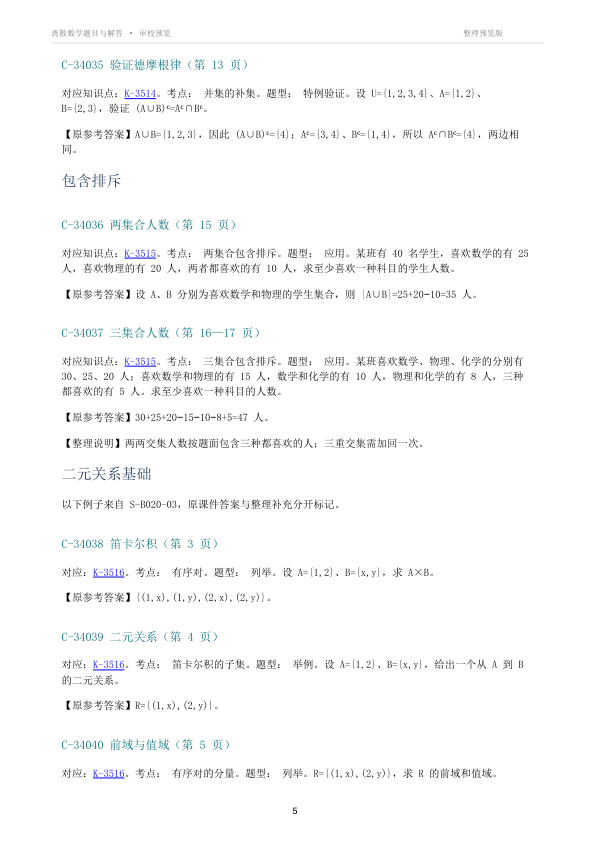 离散数学题目与解答 · 审校预览 整理预览版
C-34035 验证德摩根律（第 13 页）
对应知识点：K-3514。考点： 并集的补集。题型： 特例验证。设 U={1,2,3,4}、A={1,2}、
B={2,3}，验证 (A∪B)ᶜ=Aᶜ∩Bᶜ。
【原参考答案】A∪B={1,2,3}，因此 (A∪B)ᶜ={4}；Aᶜ={3,4}、Bᶜ={1,4}，所以 Aᶜ∩Bᶜ={4}，两边相
同。
包含排斥
C-34036 两集合人数（第 15 页）
对应知识点：K-3515。考点： 两集合包含排斥。题型： 应用。某班有 40 名学生，喜欢数学的有 25
人，喜欢物理的有 20 人，两者都喜欢的有 10 人，求至少喜欢一种科目的学生人数。
【原参考答案】设 A、B 分别为喜欢数学和物理的学生集合，则 |A∪B|=25+20−10=35 人。
C-34037 三集合人数（第 16—17 页）
对应知识点：K-3515。考点： 三集合包含排斥。题型： 应用。某班喜欢数学、物理、化学的分别有
30、25、20 人；喜欢数学和物理的有 15 人，数学和化学的有 10 人，物理和化学的有 8 人，三种
都喜欢的有 5 人。求至少喜欢一种科目的人数。
【原参考答案】30+25+20−15−10−8+5=47 人。
【整理说明】两两交集人数按题面包含三种都喜欢的人；三重交集需加回一次。
二元关系基础
以下例子来自 S-B020-03，原课件答案与整理补充分开标记。
C-34038 笛卡尔积（第 3 页）
对应：K-3516。考点： 有序对。题型： 列举。设 A={1,2}、B={x,y}，求 A×B。
【原参考答案】{(1,x),(1,y),(2,x),(2,y)}。
C-34039 二元关系（第 4 页）
对应：K-3516。考点： 笛卡尔积的子集。题型： 举例。设 A={1,2}、B={x,y}，给出一个从 A 到 B
的二元关系。
【原参考答案】R={(1,x),(2,y)}。
C-34040 前域与值域（第 5 页）
对应：K-3516。考点： 有序对的分量。题型： 列举。R={(1,x),(2,y)}，求 R 的前域和值域。
5